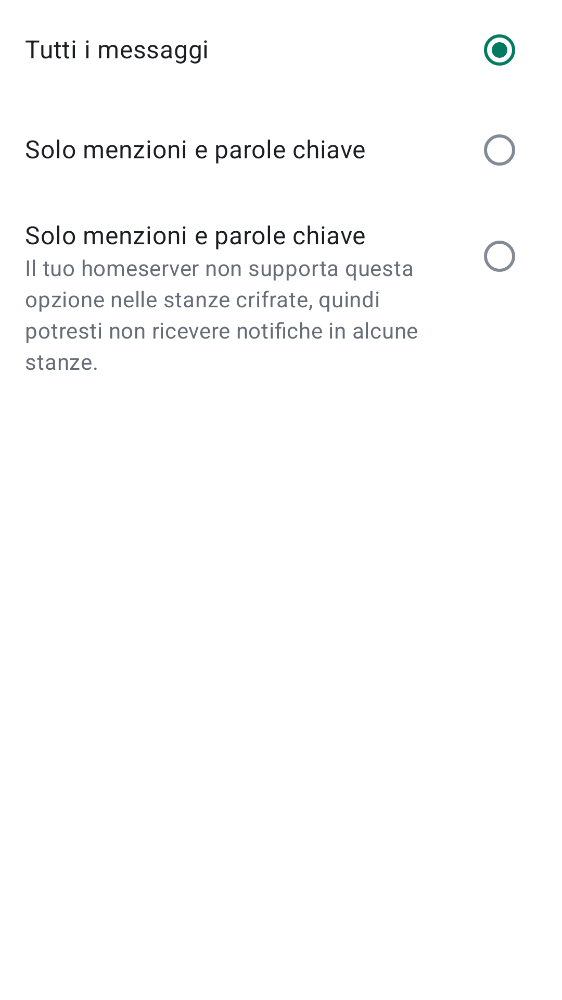 Tutti i messaggi
Solo menzioni e parole chiave
Solo menzioni e parole chiave
Il tuo homeserver non supporta questa
opzione nelle stanze crifrate, quindi
potresti non ricevere notifiche in alcune
stanze.